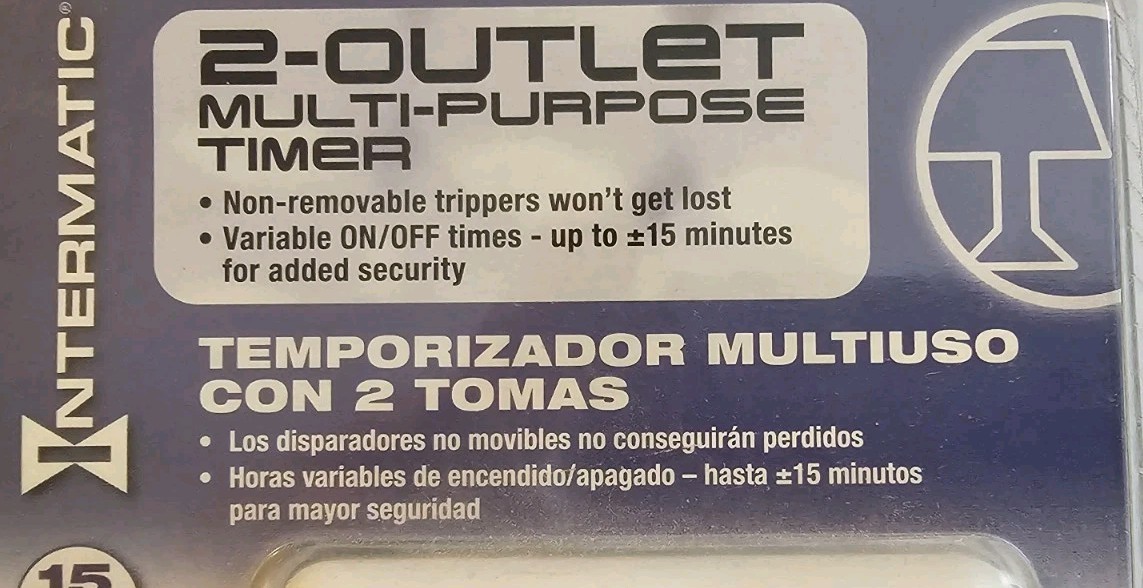 INTERMATIC®
2-OUTLET
MULTI-PURPOSE
TIMER
• Non-removable trippers won't get lost
• Variable ON/OFF times - up to ±15 minutes
for added security
TEMPORIZADOR MULTIUSO
CON 2 TOMAS
• Los disparadores no movibles no conseguirán perdidos
• Horas variables de encendido/apagado – hasta ±15 minutos
para mayor seguridad
15